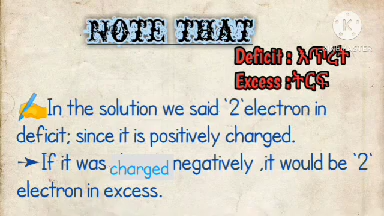 NOTE THAT
Deficit : እጥረት
Excess :ትርፍ
In the solution we said '2' electron in
deficit; since it is positively charged.
If it was charged negatively ,it would be '2'
electron in excess.